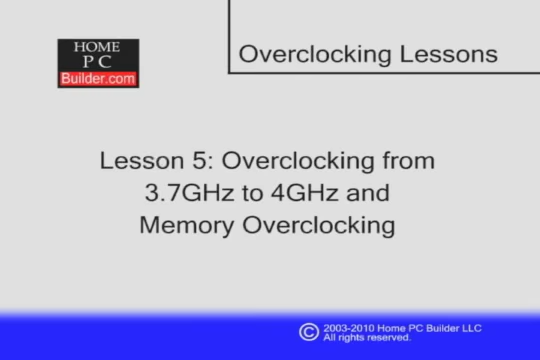 HOME
PC
Builder.com
Overclocking Lessons
Lesson 5: Overclocking from
3.7GHz to 4GHz and
Memory Overclocking
© 2003-2010 Home PC Builder LLC
All rights reserved.